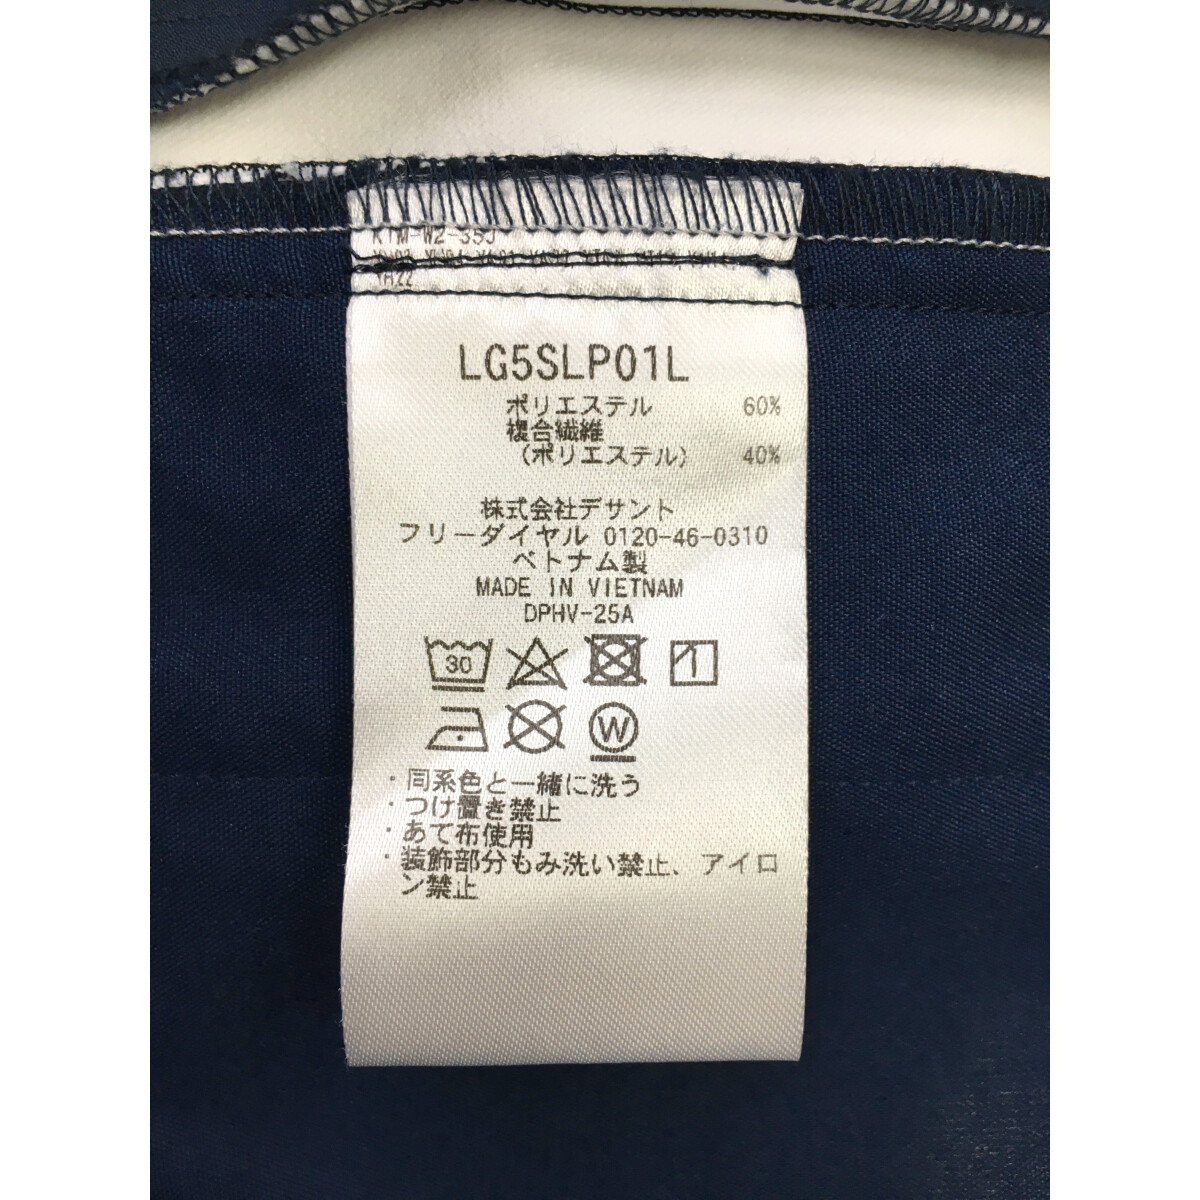 LG5SLP01L
ポリエステル 60%
複合繊維
(ポリエステル) 40%
株式会社デサント
フリーダイヤル 0120-46-0310
ベトナム製
MADE IN VIETNAM
DPHV-25A
30
W
・同系色と一緒に洗う
・つけ置き禁止
・あて布使用
・装飾部分もみ洗い禁止、アイロ
ン禁止